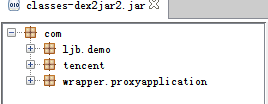 classes-dex2jar2.jar
com
ljb.demo
tencent
wrapper.proxyapplication